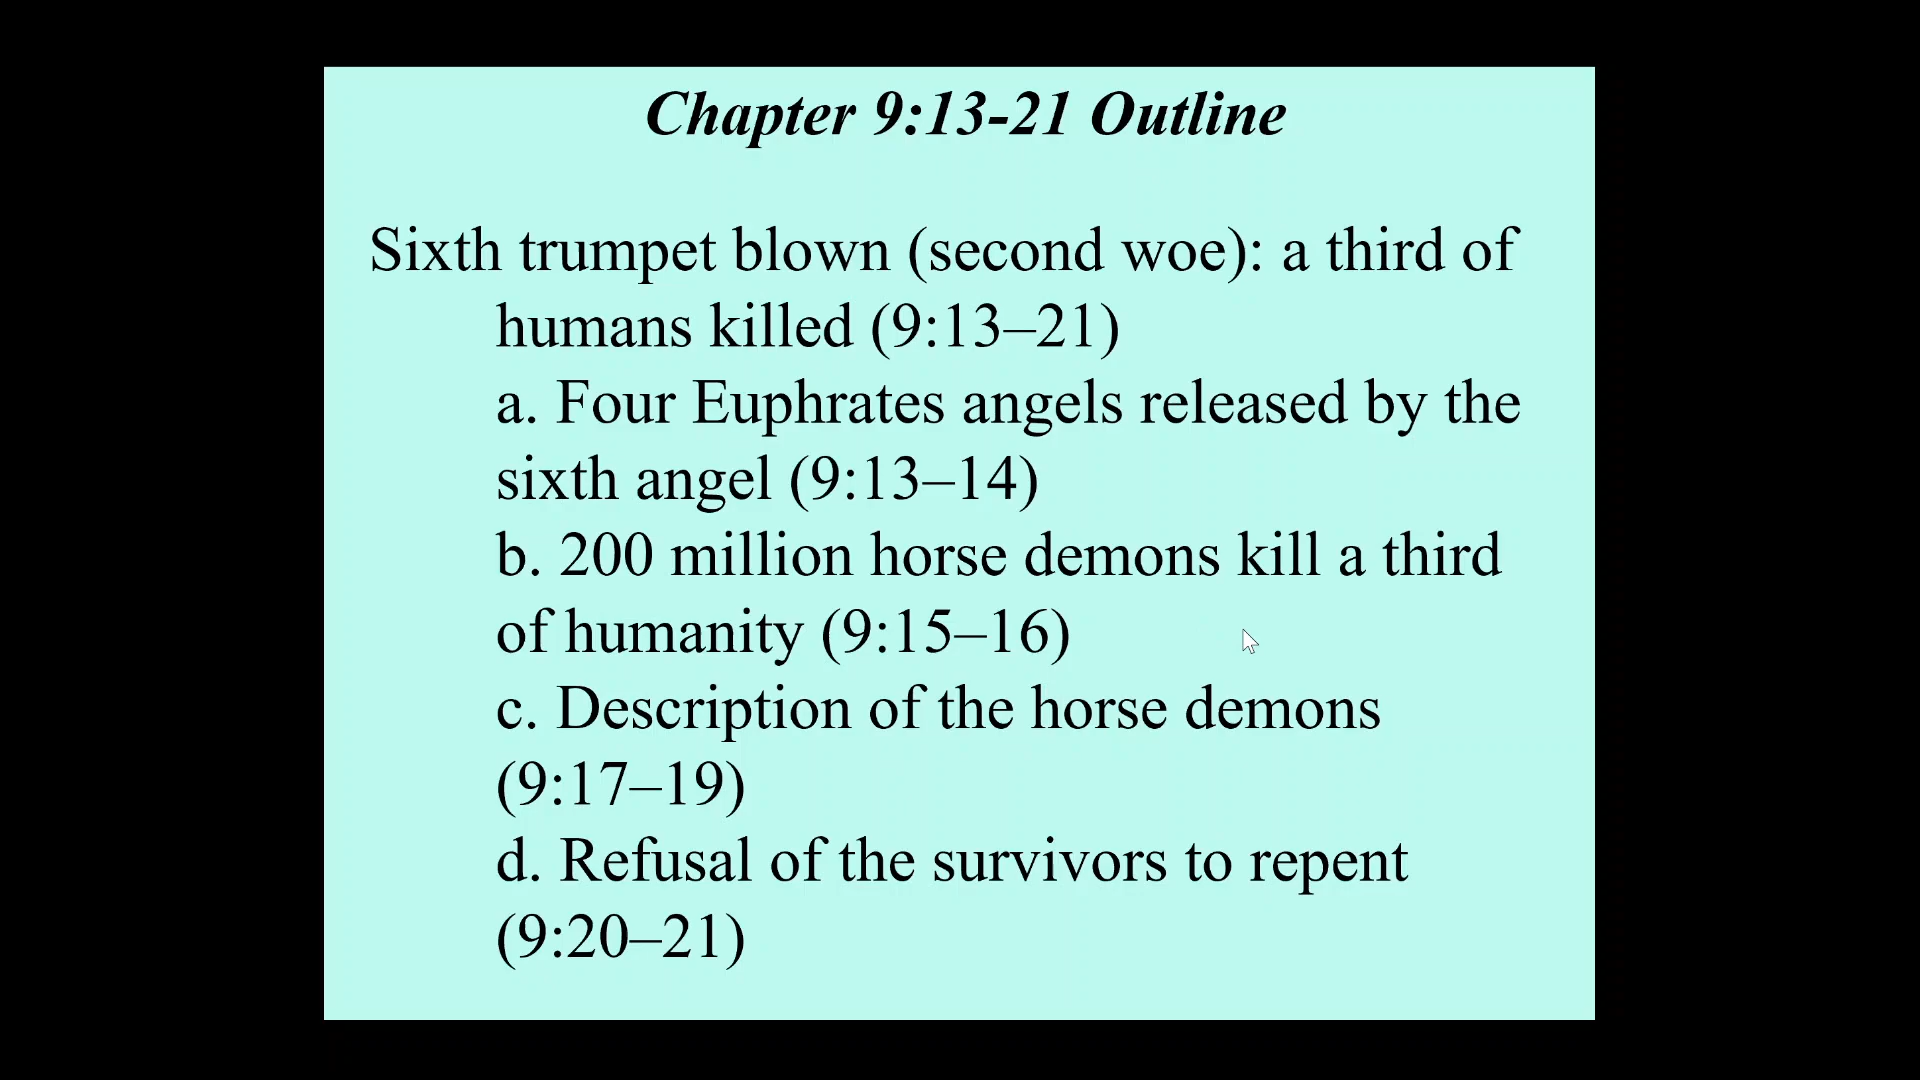 Chapter 9:13-21 Outline
Sixth trumpet blown (second woe): a third of
humans killed (9:13–21)
a. Four Euphrates angels released by the
sixth angel (9:13–14)
b. 200 million horse demons kill a third
of humanity (9:15–16)
c. Description of the horse demons
(9:17–19)
d. Refusal of the survivors to repent
(9:20–21)